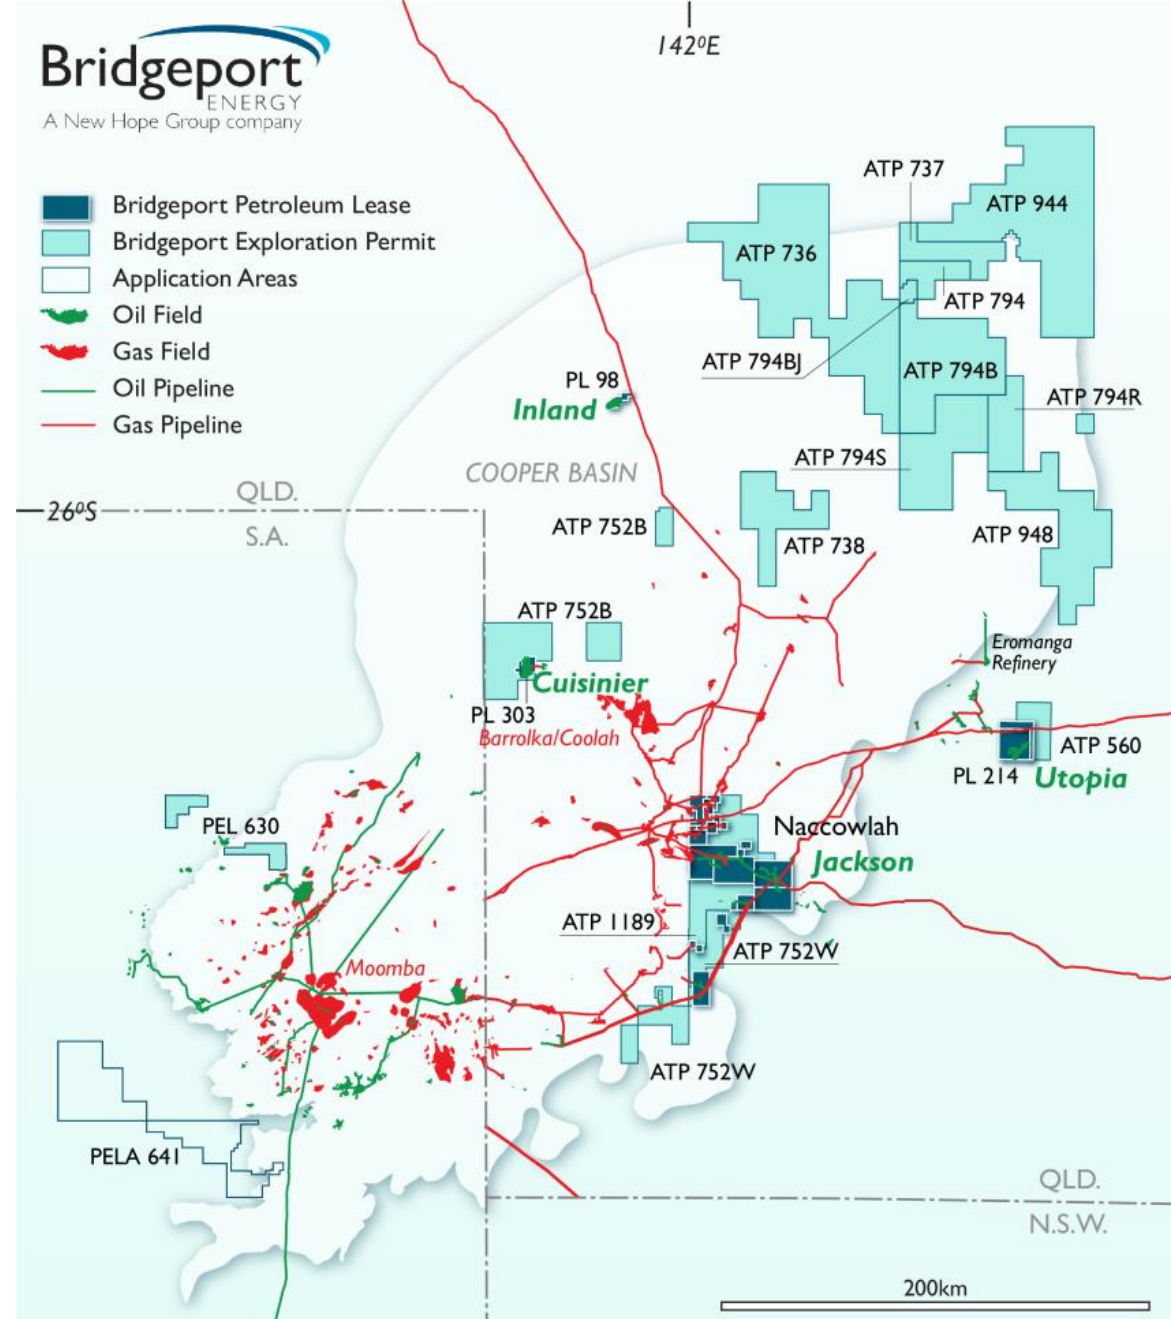 142⁰E
Bridgeport
ENERGY
A New Hope Group company
Bridgeport Petroleum Lease
Bridgeport Exploration Permit
Application Areas
Oil Field
Gas Field
Oil Pipeline
Gas Pipeline
ATP 737
ATP 944
ATP 736
ATP 794
ATP 794BJ
ATP 794B
PL 98
Inland
ATP 794R
ATP 794S
COOPER BASIN
QLD.
26⁰S
S.A.
ATP 752B
ATP 738
ATP 948
ATP 752B
Eromanga
Refinery
Cuisinier
PL 303
Barrolka/Coolah
ATP 560
PL 214
Utopia
PEL 630
Naccowlah
Jackson
ATP 1189
ATP 752W
Moomba
ATP 752W
PELA 641
QLD.
N.S.W.
200km